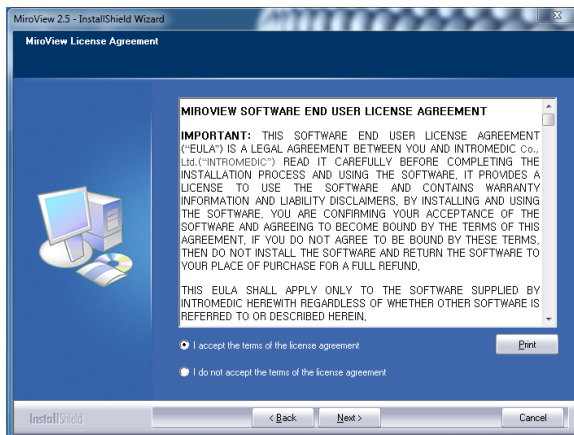 MiroView 2.5 - InstallShield Wizard
MiroView License Agreement
MIROVIEW SOFTWARE END USER LICENSE AGREEMENT
IMPORTANT: THIS SOFTWARE END USER LICENSE AGREEMENT
("EULA") IS A LEGAL AGREEMENT BETWEEN YOU AND INTROMEDIC Co.,
Ltd.("INTROMEDIC") READ IT CAREFULLY BEFORE COMPLETING THE
INSTALLATION PROCESS AND USING THE SOFTWARE. IT PROVIDES A
LICENSE TO USE THE SOFTWARE AND CONTAINS WARRANTY
INFORMATION AND LIABILITY DISCLAIMERS. BY INSTALLING AND USING
THE SOFTWARE, YOU ARE CONFIRMING YOUR ACCEPTANCE OF THE
SOFTWARE AND AGREEING TO BECOME BOUND BY THE TERMS OF THIS
AGREEMENT. IF YOU DO NOT AGREE TO BE BOUND BY THESE TERMS,
THEN DO NOT INSTALL THE SOFTWARE AND RETURN THE SOFTWARE TO
YOUR PLACE OF PURCHASE FOR A FULL REFUND.
THIS EULA SHALL APPLY ONLY TO THE SOFTWARE SUPPLIED BY
INTROMEDIC HEREWITH REGARDLESS OF WHETHER OTHER SOFTWARE IS
REFERRED TO OR DESCRIBED HEREIN.
I accept the terms of the license agreement
Print
I do not accept the terms of the license agreement
InstallShield
< Back
Next >
Cancel